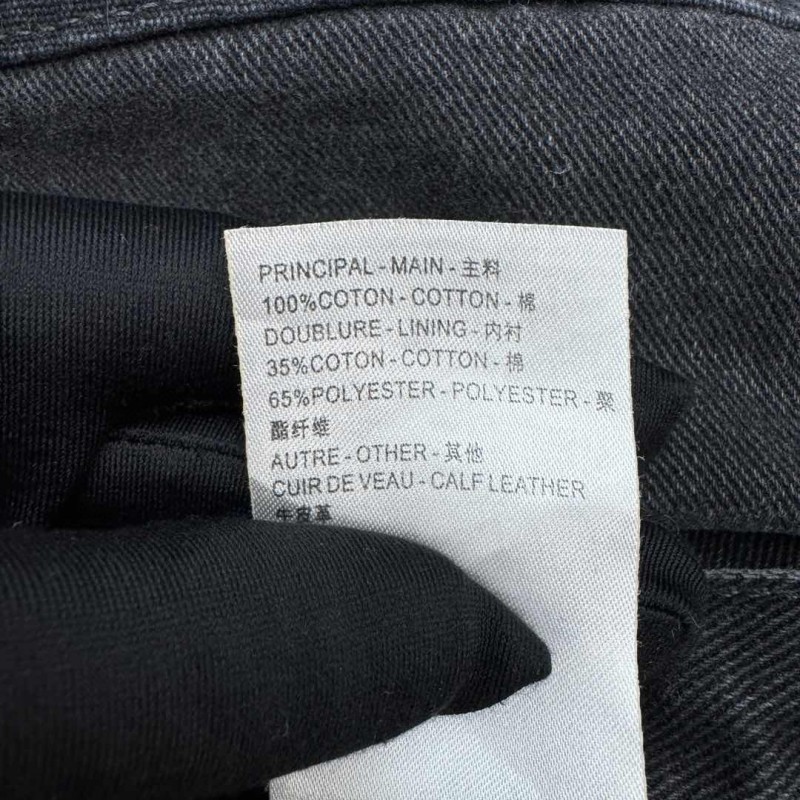 PRINCIPAL - MAIN - 主料
100%COTON - COTTON - 棉
DOUBLURE - LINING - 内衬
35%COTON - COTTON - 棉
65%POLYESTER - POLYESTER - 聚
酯纤维
AUTRE - OTHER - 其他
CUIR DE VEAU - CALF LEATHER
牛皮革